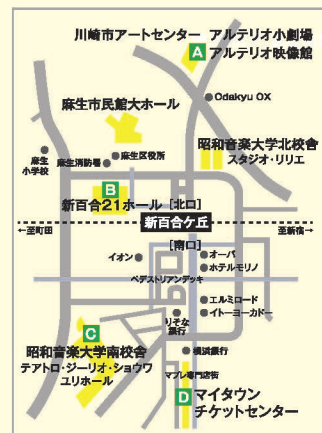 川崎市アートセンター アルテリオ小劇場
A アルテリオ映像館
Odakyu OX
麻生市民館大ホール
昭和音楽大学北校舎
スタジオ・リリエ
麻生
小学校
麻生消防署
麻生区役所
B
新百合21ホール [北口]
新百合ケ丘
←至町田
至新宿→
[南口]
イオン
オーパ
ホテルモリノ
ペデストリアンデッキ
エルミロード
イトーヨーカドー
りそな
銀行
C
昭和音楽大学南校舎
テアトロ・ジーリオ・ショウワ
ユリホール
横浜銀行
マプレ専門店街
D マイタウン
チケットセンター